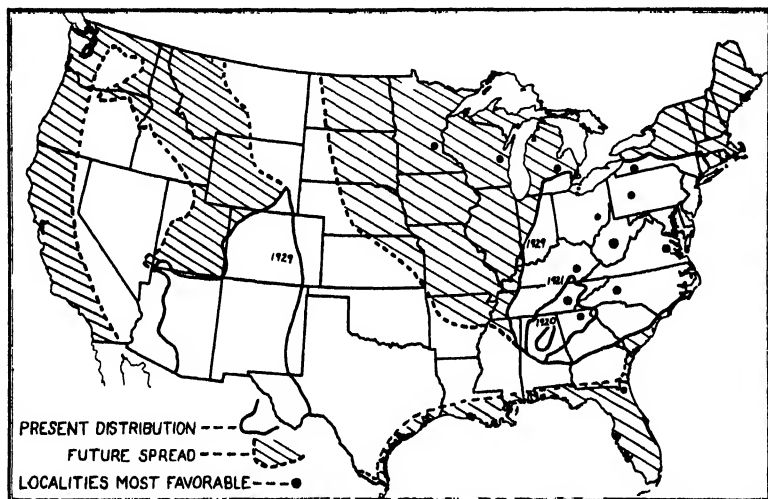 1929
1929
1921
1920
PRESENT DISTRIBUTION
FUTURE SPREAD
LOCALITIES MOST FAVORABLE